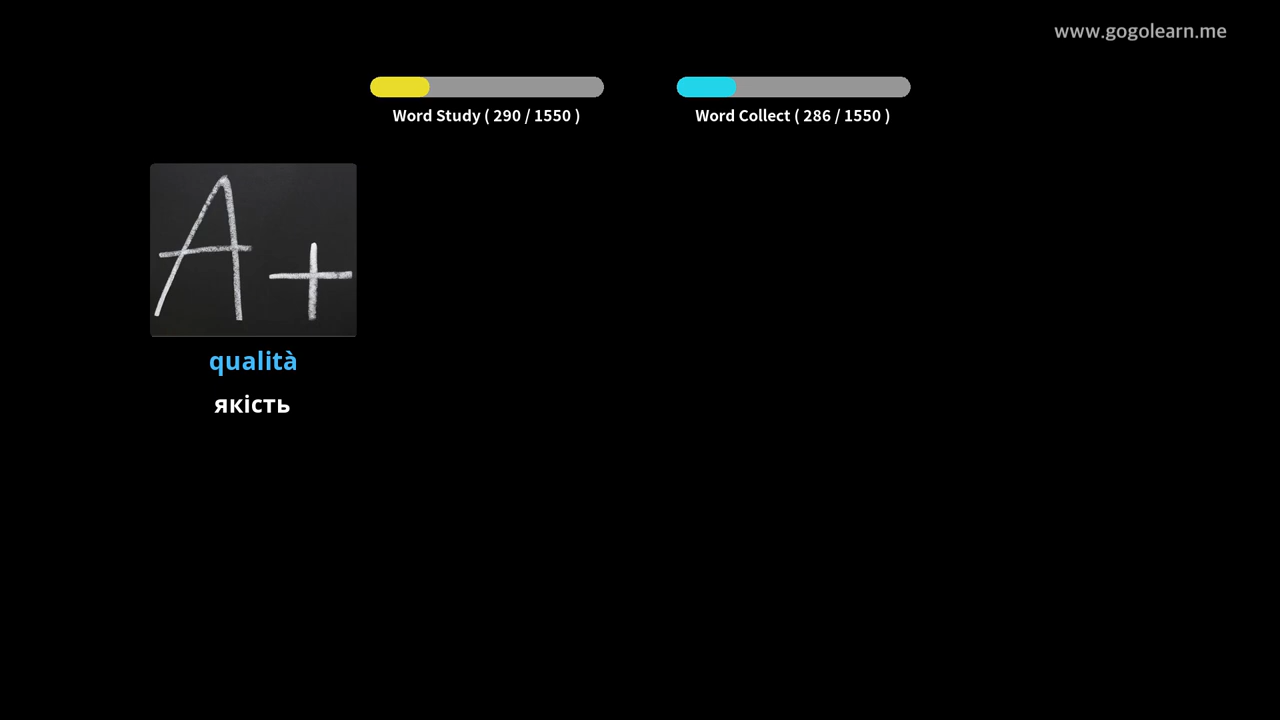 www.gogolearn.me
Word Study ( 290 / 1550 )
Word Collect ( 286 / 1550 )
A+
qualità
якість